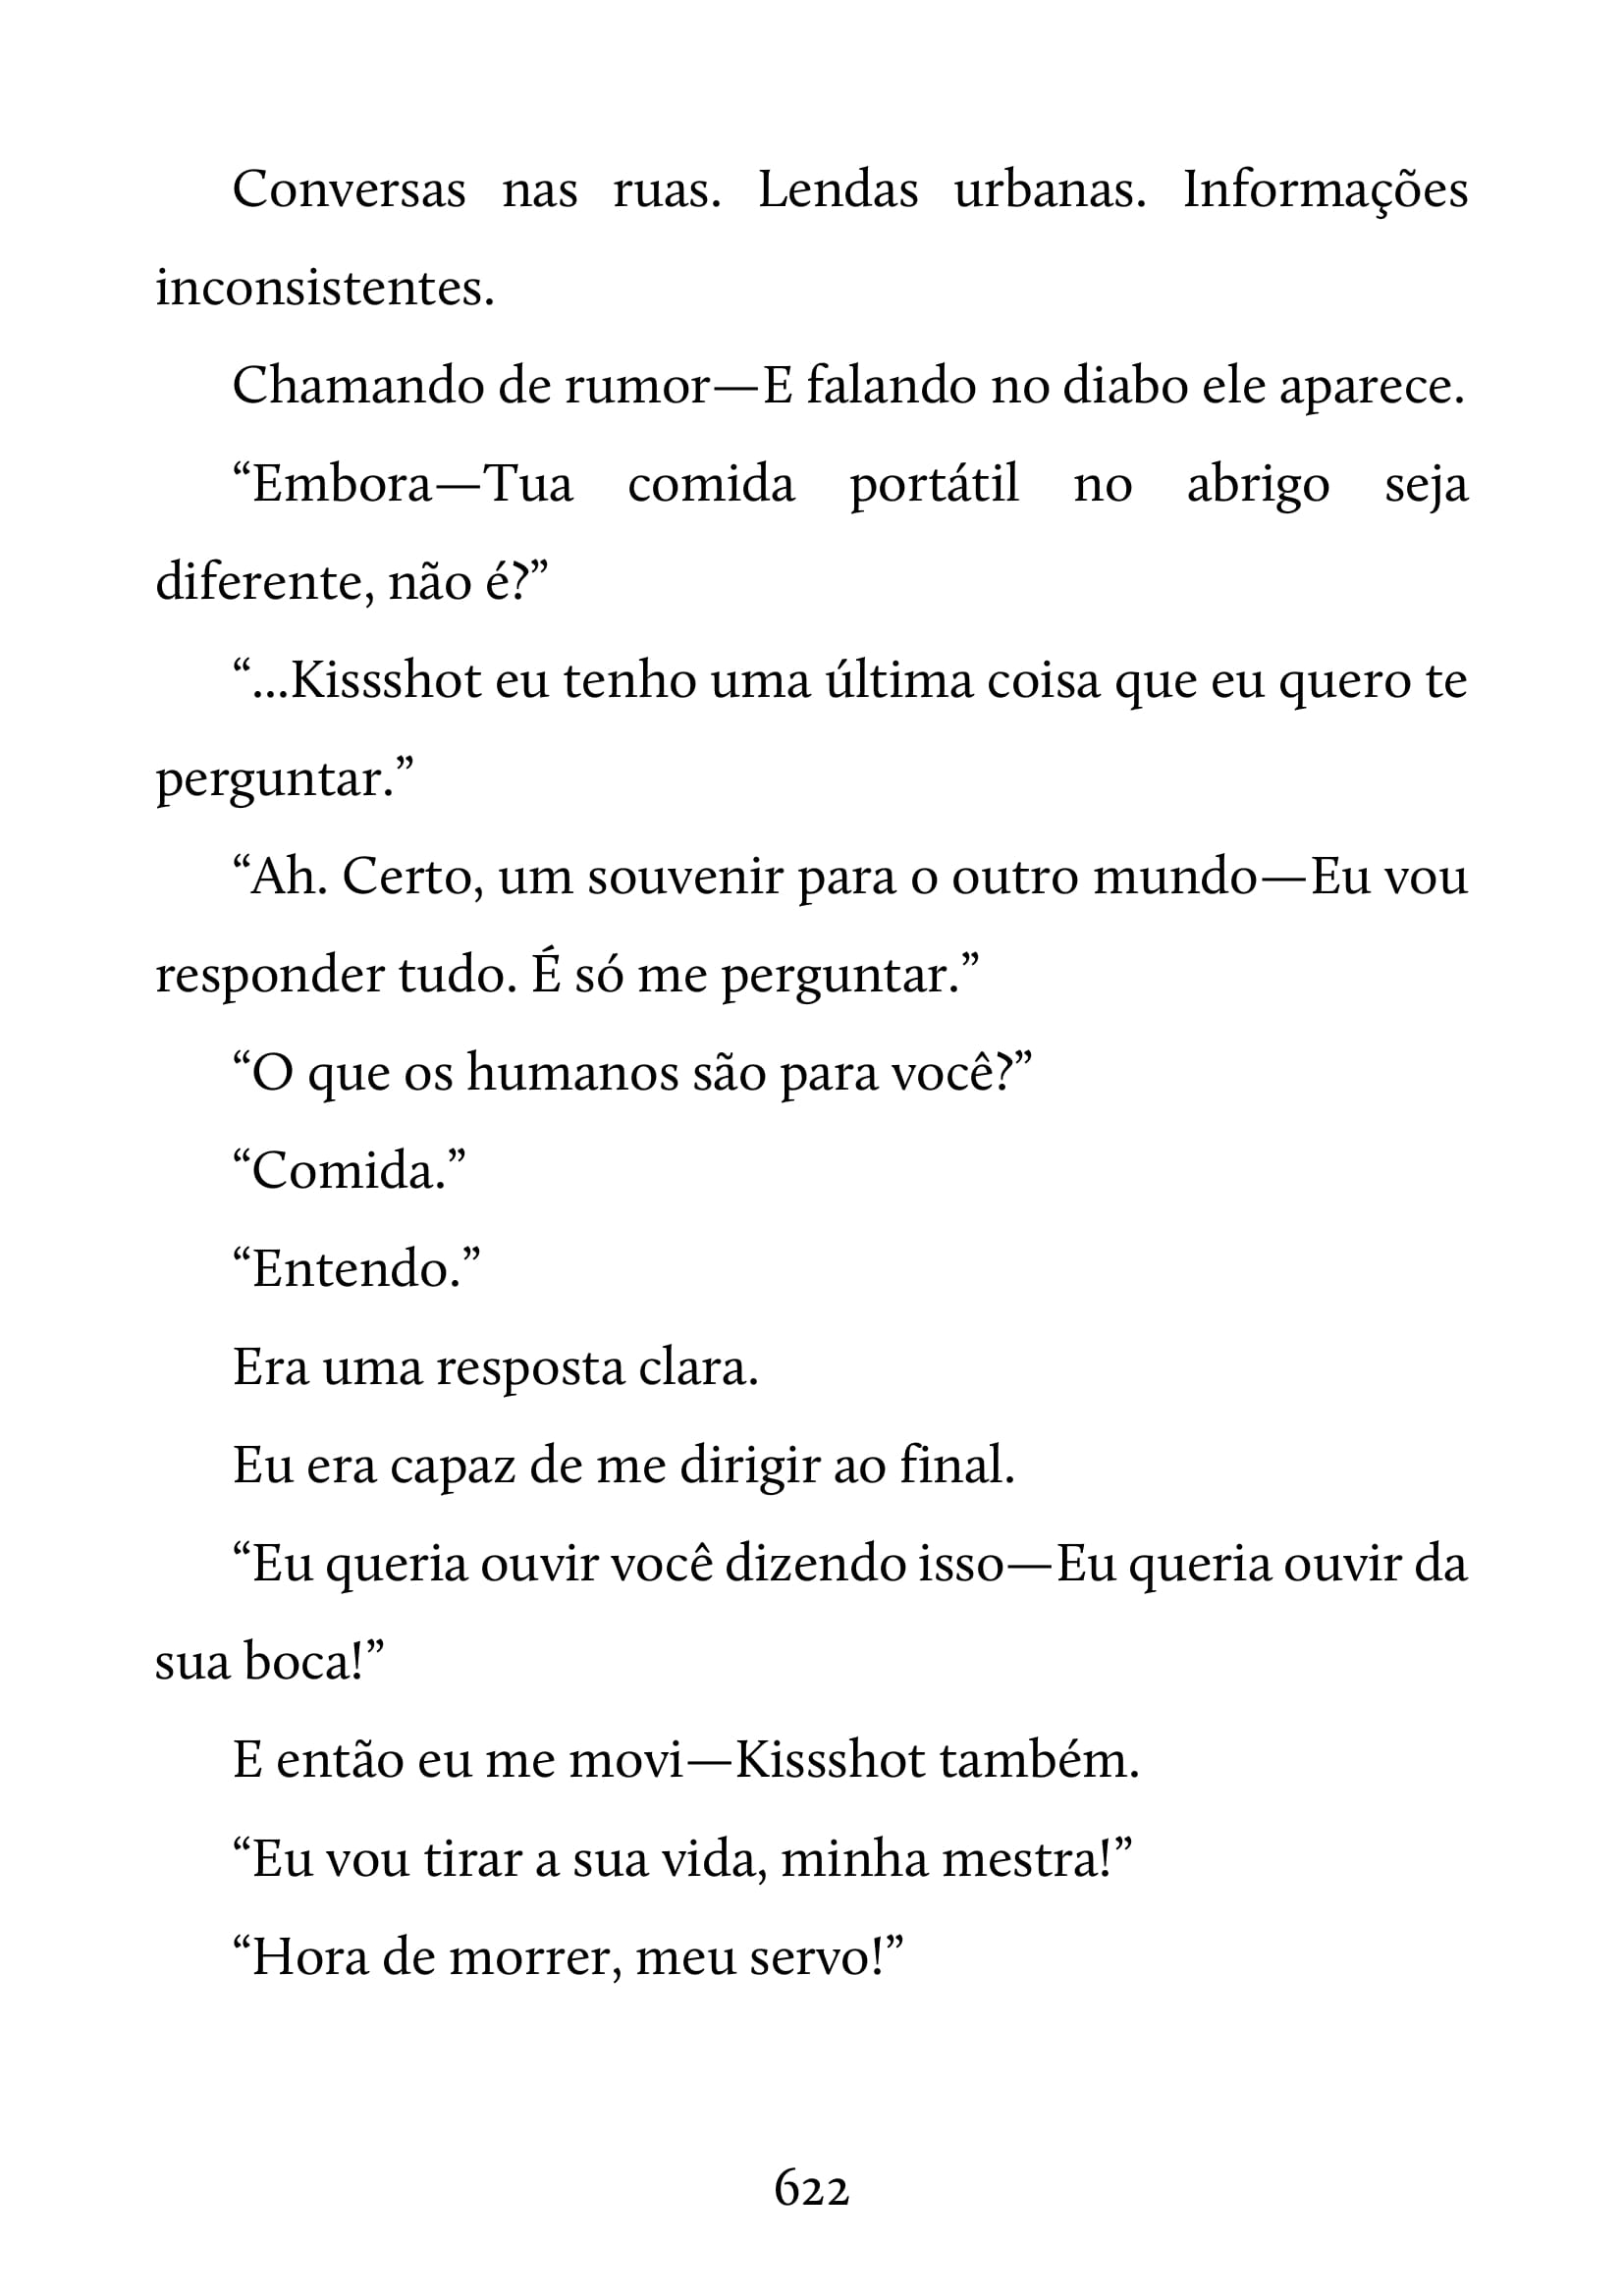 Conversas nas ruas. Lendas urbanas. Informações
inconsistentes.
Chamando de rumor—E falando no diabo ele aparece.
“Embora—Tua comida portátil no abrigo seja
diferente, não é?”
“...Kissshot eu tenho uma última coisa que eu quero te
perguntar.”
“Ah. Certo, um souvenir para o outro mundo—Eu vou
responder tudo. É só me perguntar.”
“O que os humanos são para você?”
“Comida.”
“Entendo.”
Era uma resposta clara.
Eu era capaz de me dirigir ao final.
“Eu queria ouvir você dizendo isso—Eu queria ouvir da
sua boca!”
E então eu me movi—Kissshot também.
“Eu vou tirar a sua vida, minha mestra!”
“Hora de morrer, meu servo!”
622